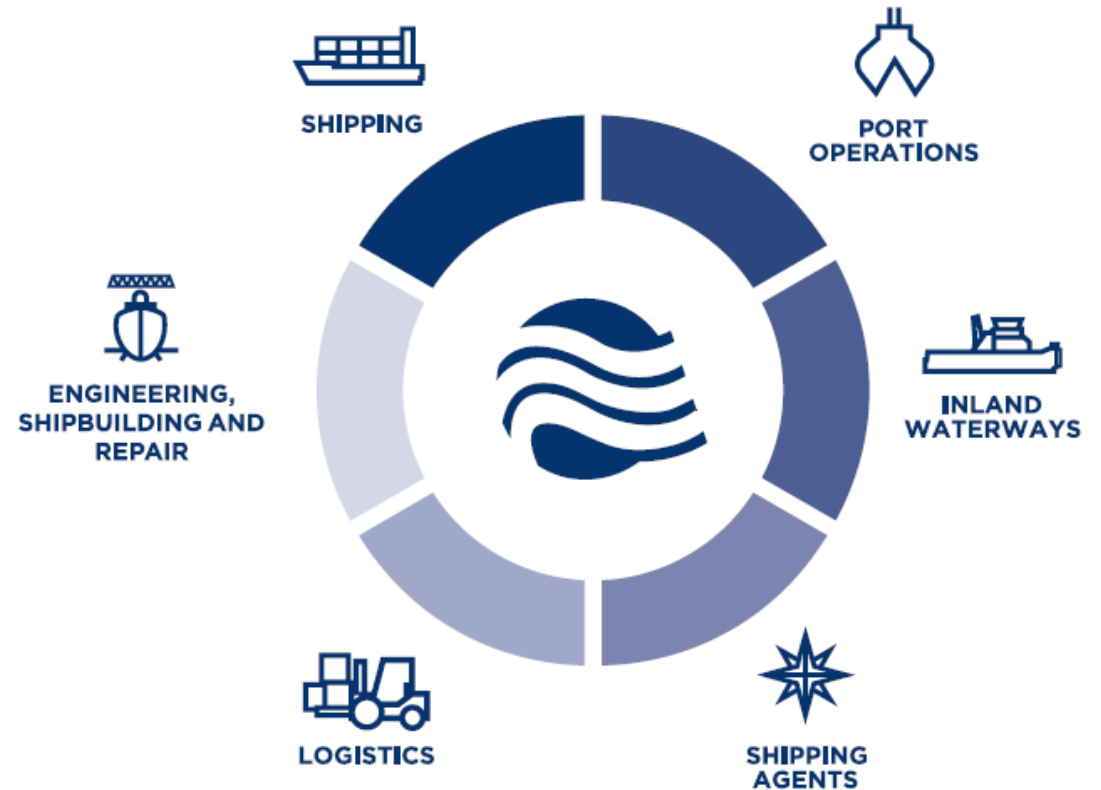 SHIPPING
PORT
OPERATIONS
ENGINEERING,
SHIPBUILDING AND
REPAIR
INLAND
WATERWAYS
LOGISTICS
SHIPPING
AGENTS